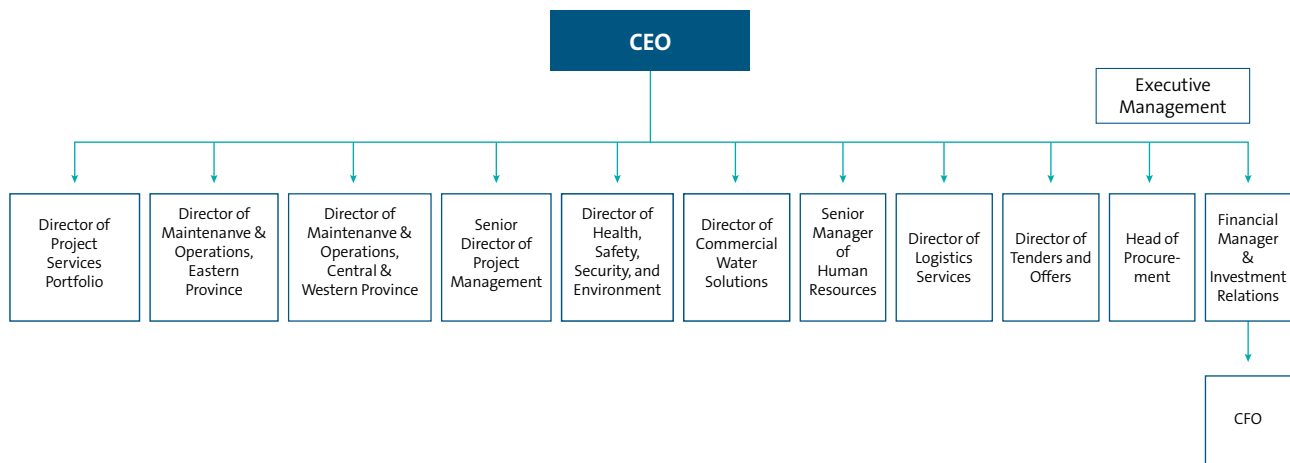 CEO
Executive
Management
Director of
Project
Services
Portfolio
Director of
Maintenanve &
Operations,
Eastern
Province
Director of
Maintenanve &
Operations,
Central &
Western Province
Senior
Director of
Project
Management
Director of
Health,
Safety,
Security, and
Environment
Director of
Commercial
Water
Solutions
Senior
Manager
of
Human
Resources
Director of
Logistics
Services
Director of
Tenders and
Offers
Head of
Procure-
ment
Financial
Manager
&
Investment
Relations
CFO